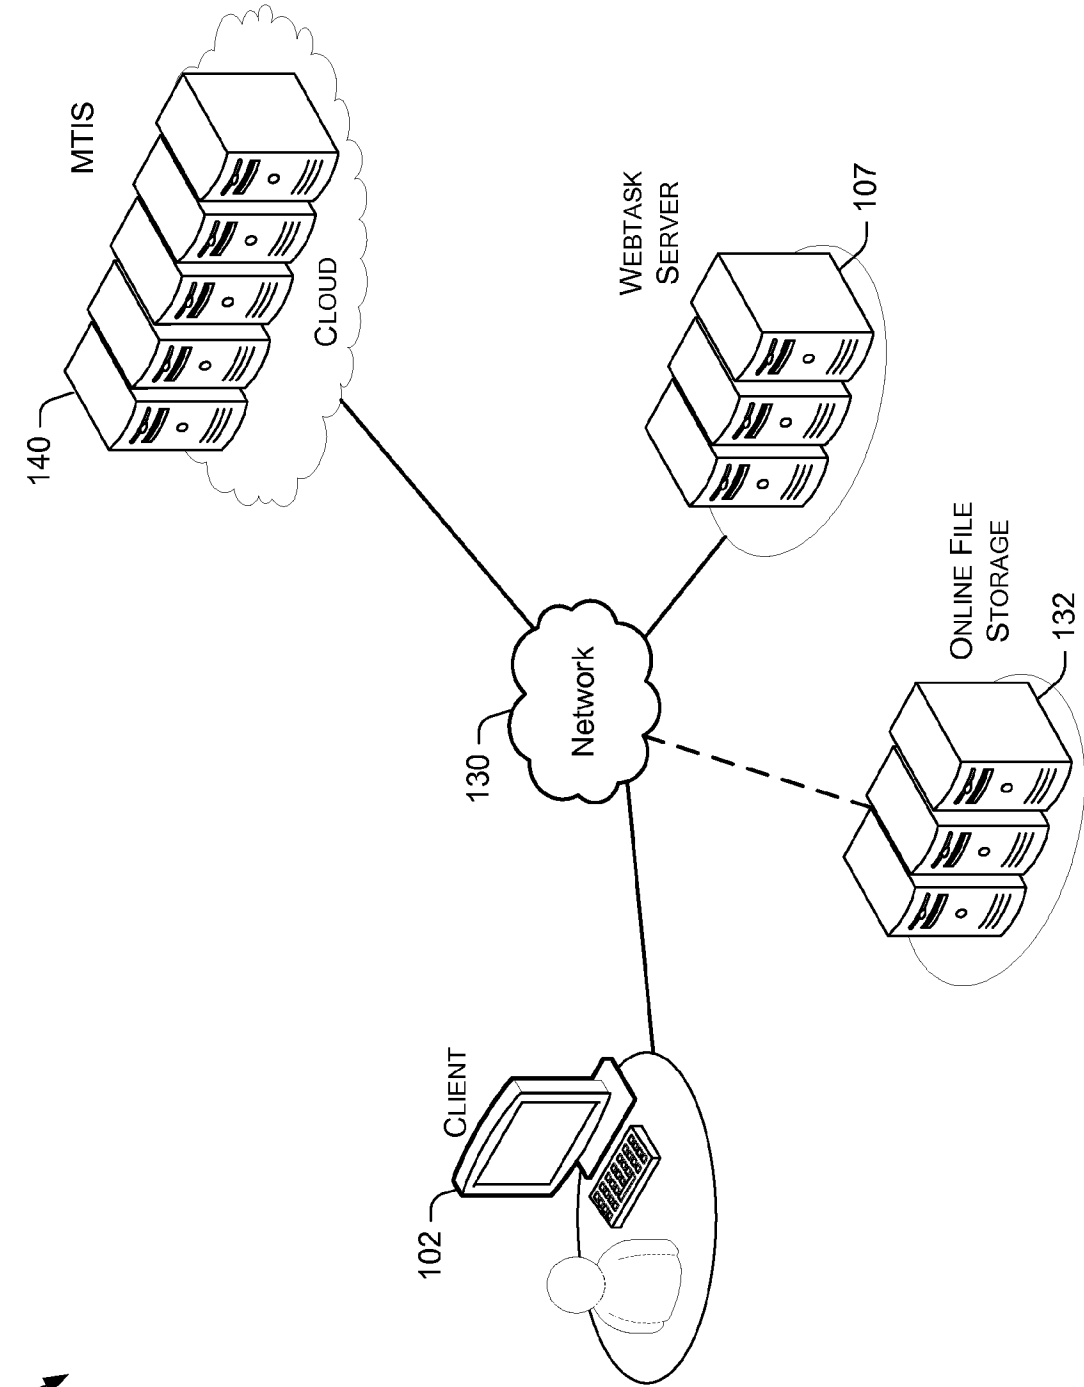 MTIS
140
CLOUD
WEBTASK
SERVER
107
130
Network
ONLINE FILE
STORAGE
132
CLIENT
102